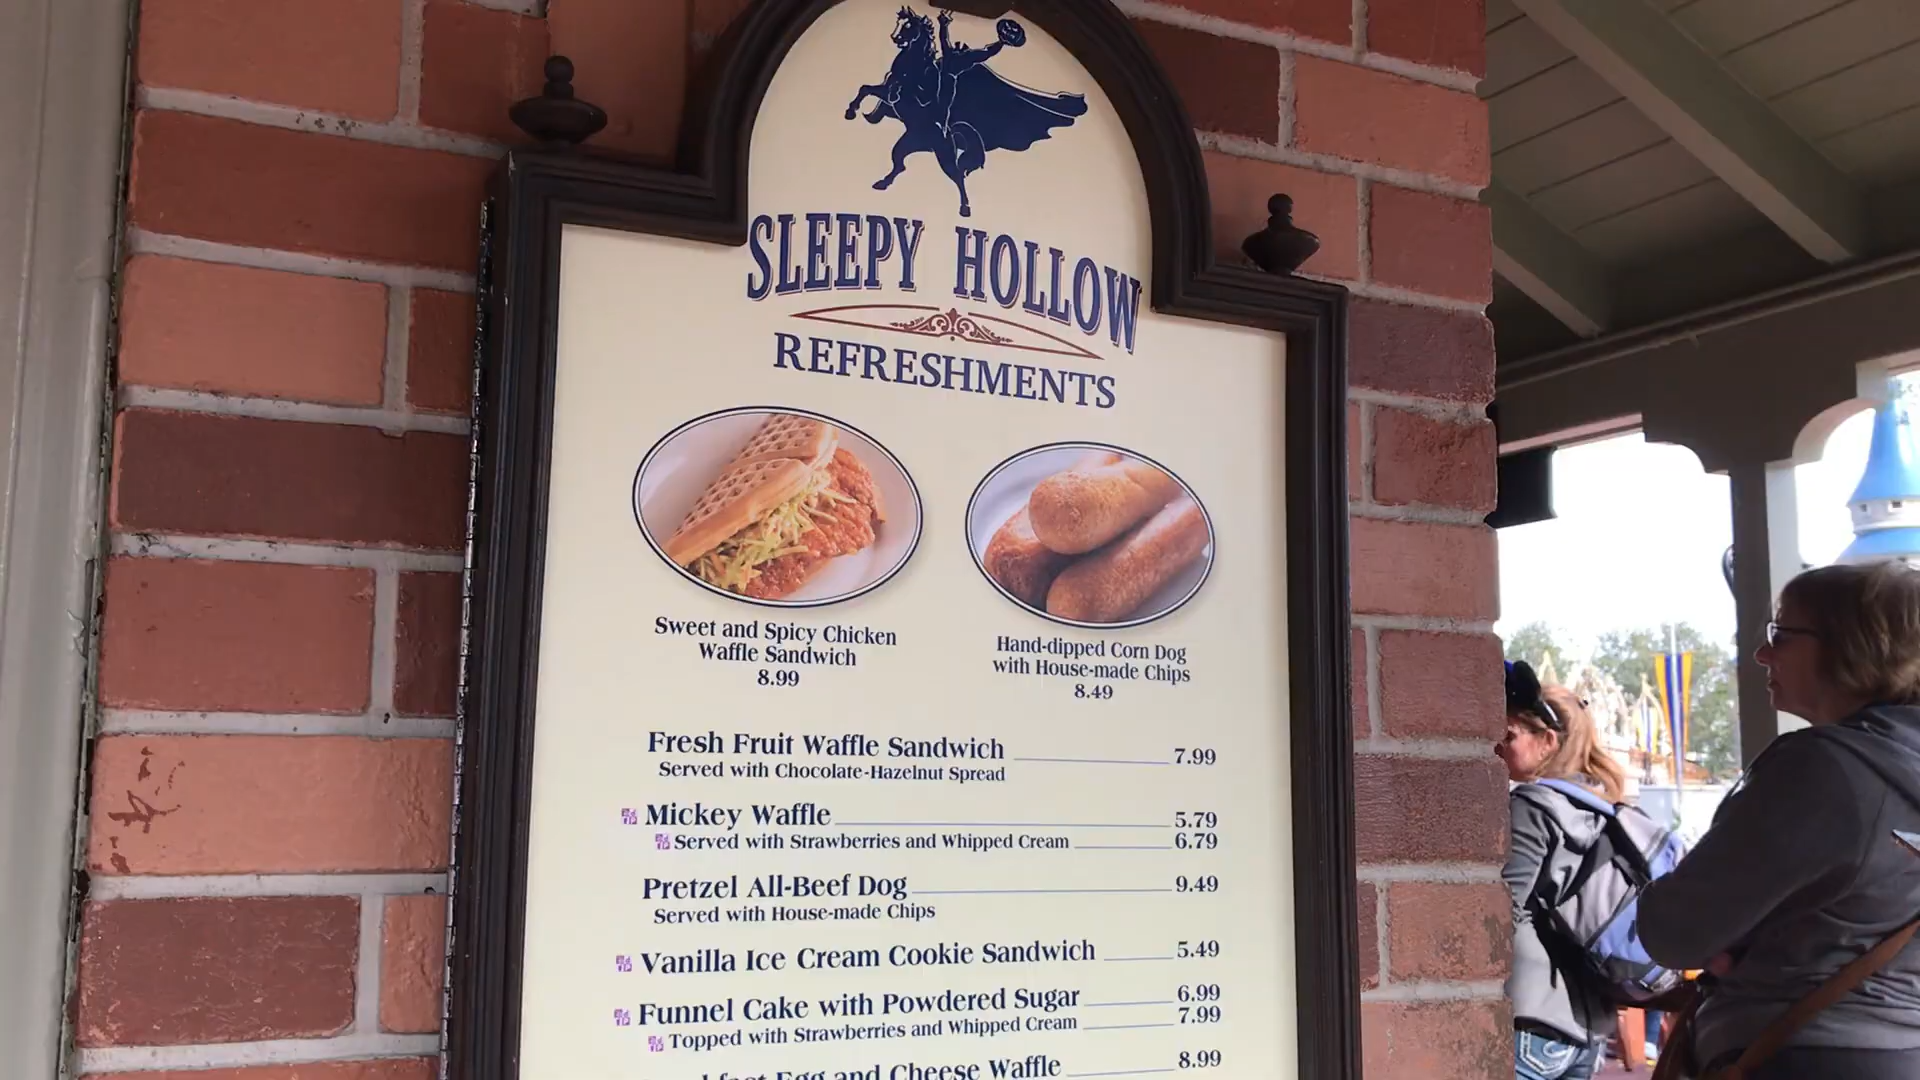 SLEEPY HOLLOW
REFRESHMENTS
Sweet and Spicy Chicken
Waffle Sandwich
8.99
Hand-dipped Corn Dog
with House-made Chips
8.49
Fresh Fruit Waffle Sandwich 7.99
Served with Chocolate-Hazelnut Spread
Mickey Waffle 5.79
Served with Strawberries and Whipped Cream 6.79
Pretzel All-Beef Dog 9.49
Served with House-made Chips
Vanilla Ice Cream Cookie Sandwich 5.49
Funnel Cake with Powdered Sugar 6.99
Topped with Strawberries and Whipped Cream 7.99
Egg and Cheese Waffle 8.99